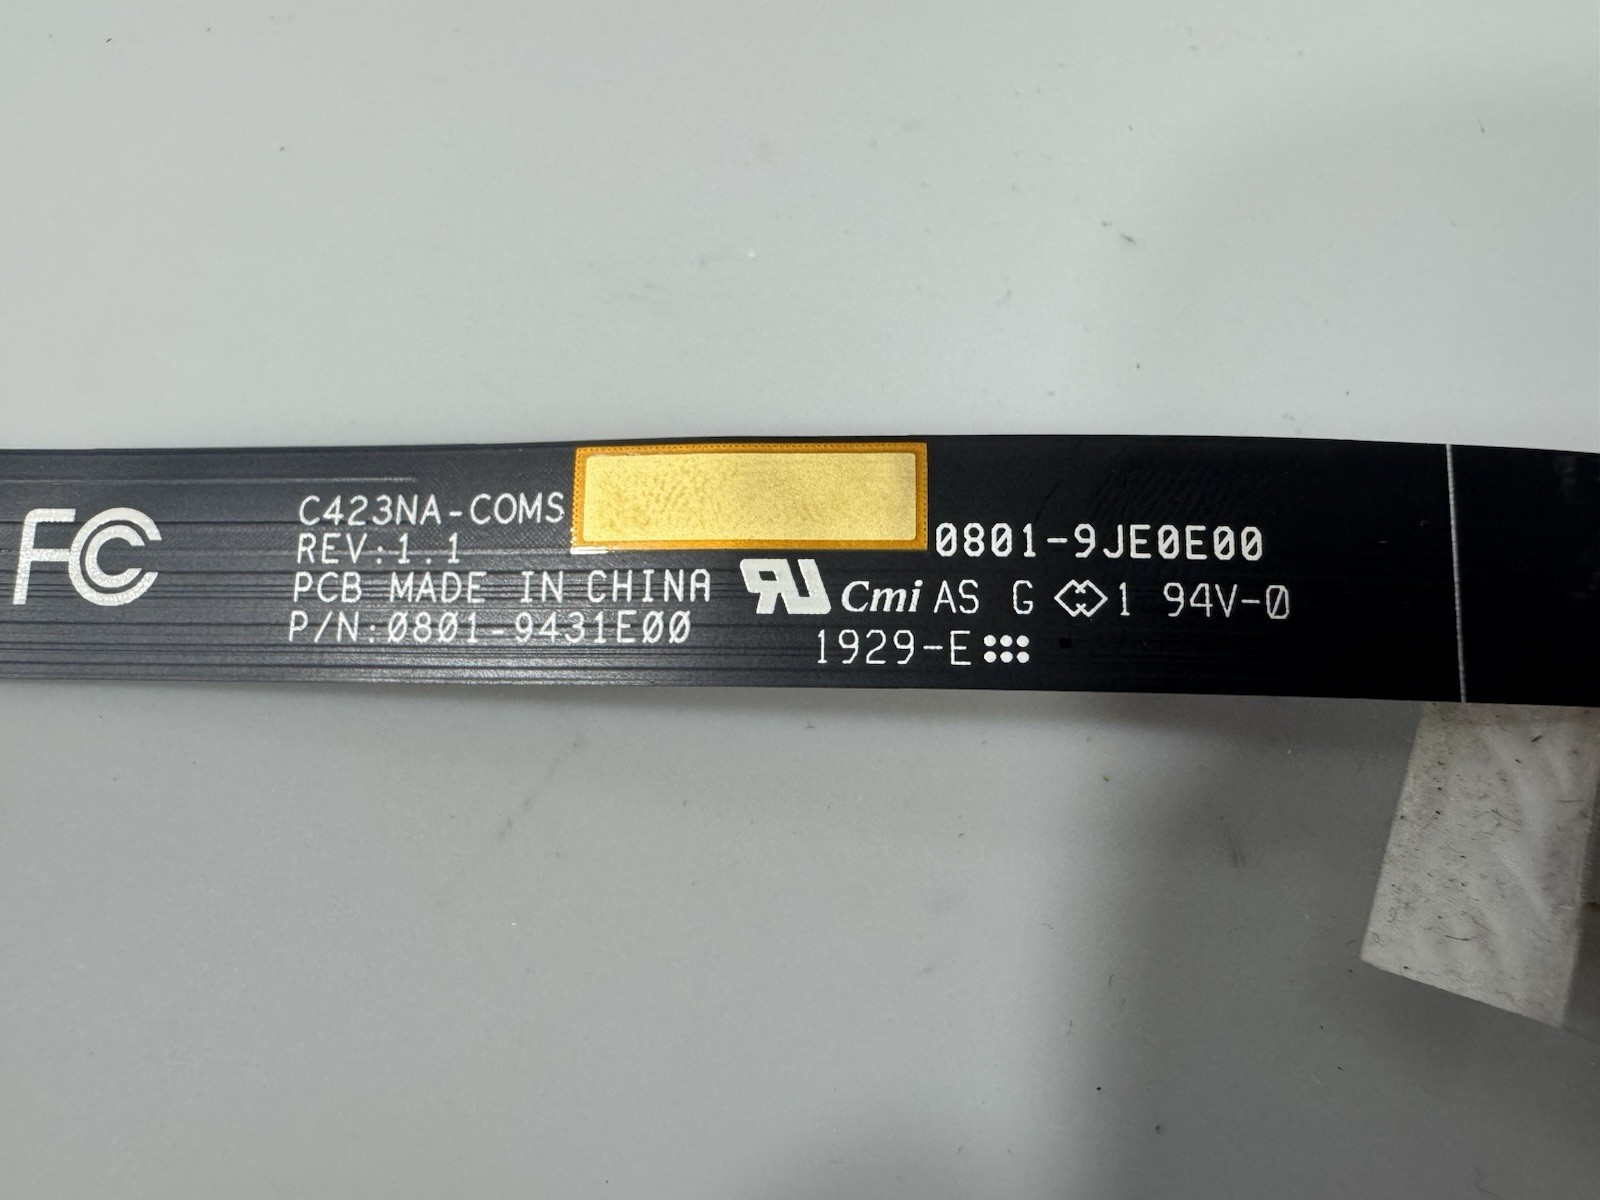 FC
C423NA-COMS
REV:1.1
PCB MADE IN CHINA
P/N:0801-9431E00
0801-9JE0E00
RU Cmi AS G 1 94V-0
1929-E